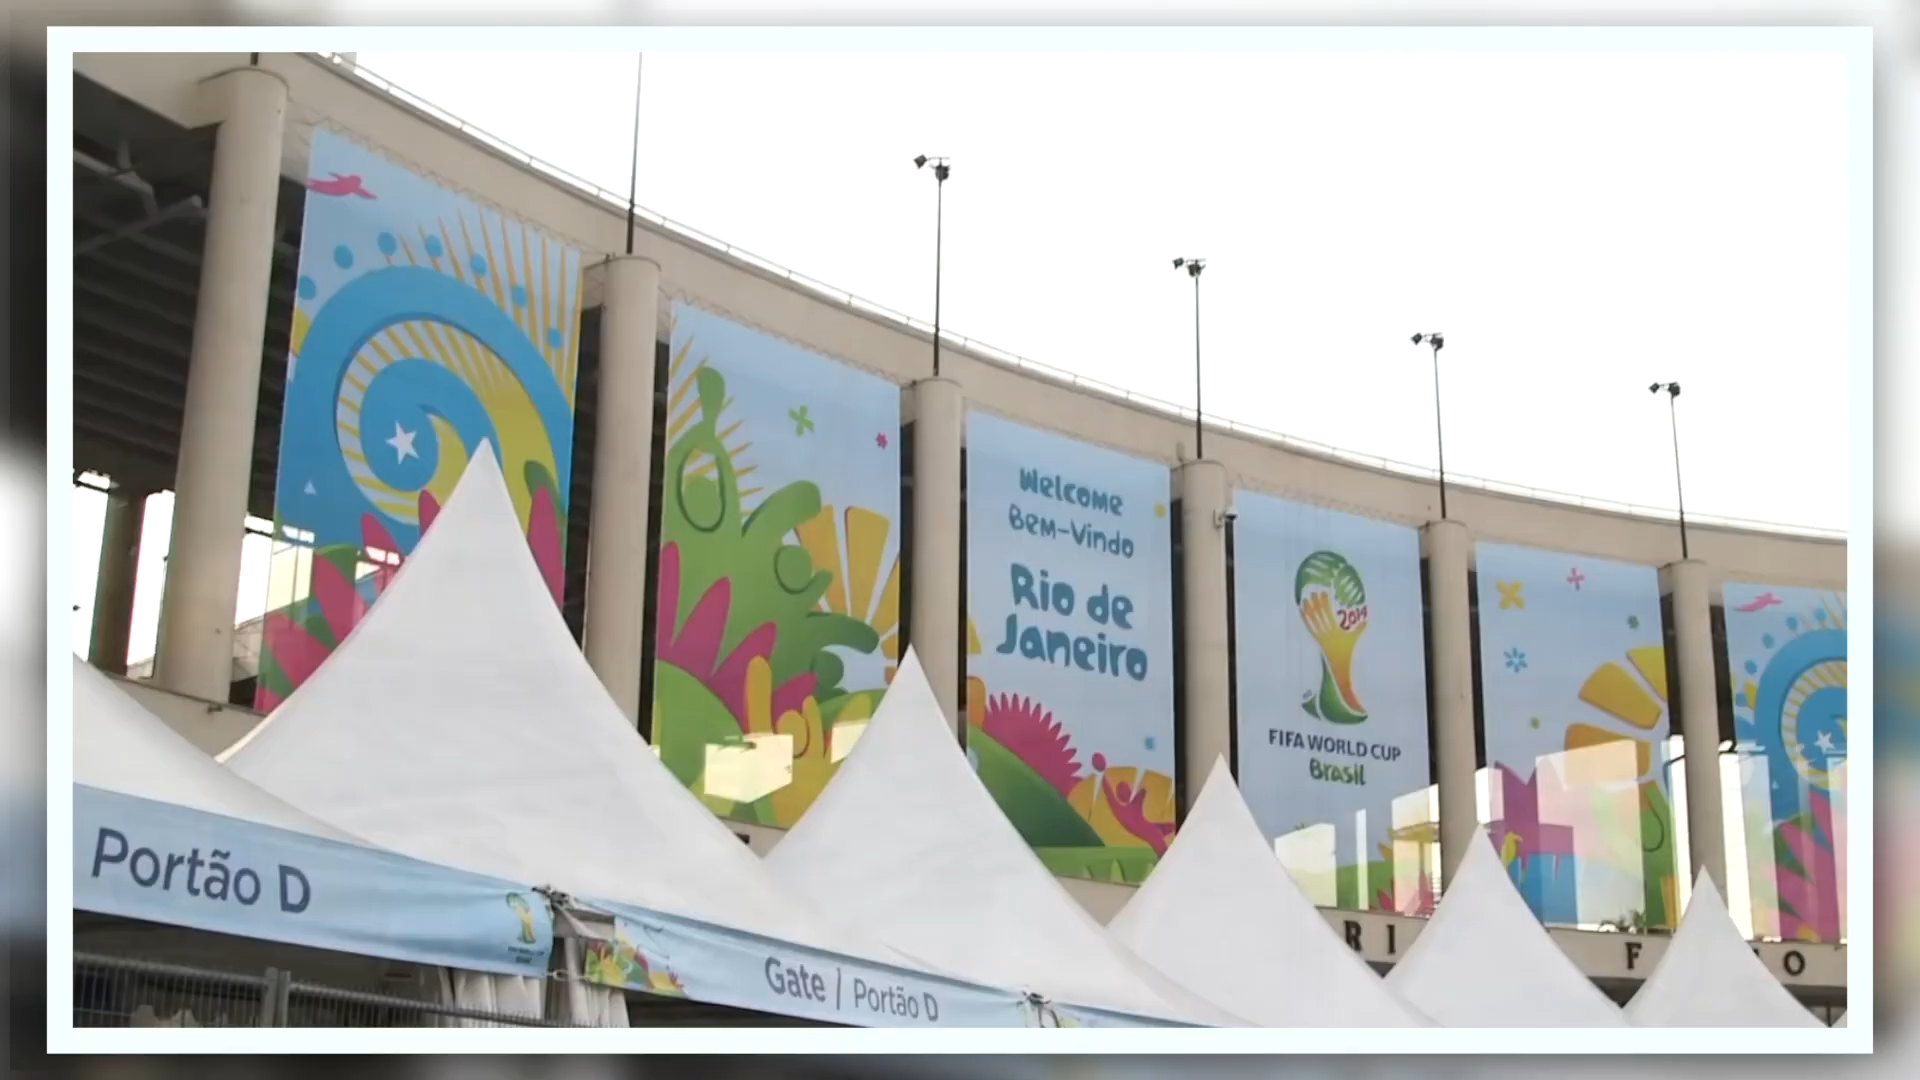 Welcome
Bem-Vindo
Rio de
Janeiro
2014
FIFA WORLD CUP
Brasil
Portão D
Gate | Portão D